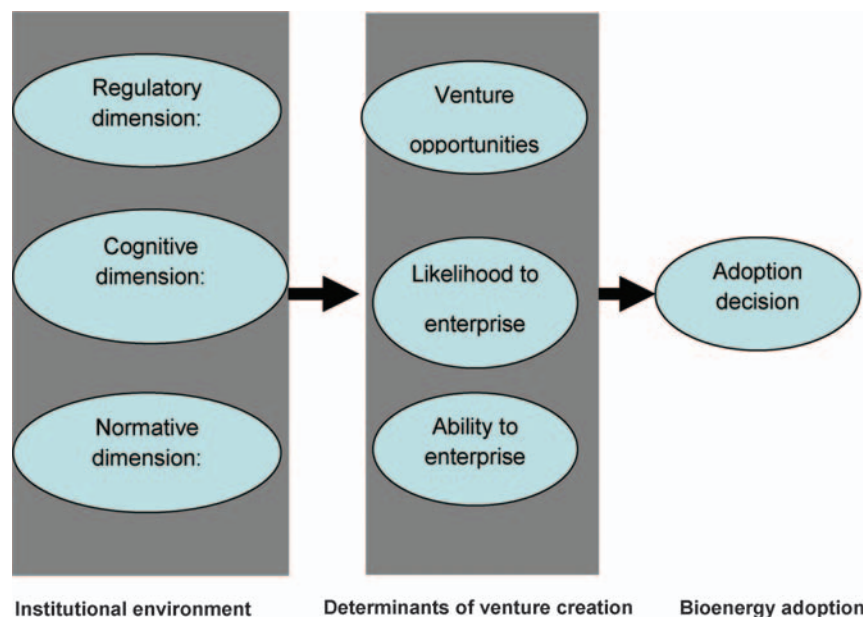 Regulatory
dimension:
Cognitive
dimension:
Normative
dimension:
Venture
opportunities
Likelihood to
enterprise
Ability to
enterprise
Adoption
decision
Institutional environment
Determinants of venture creation
Bioenergy adoption